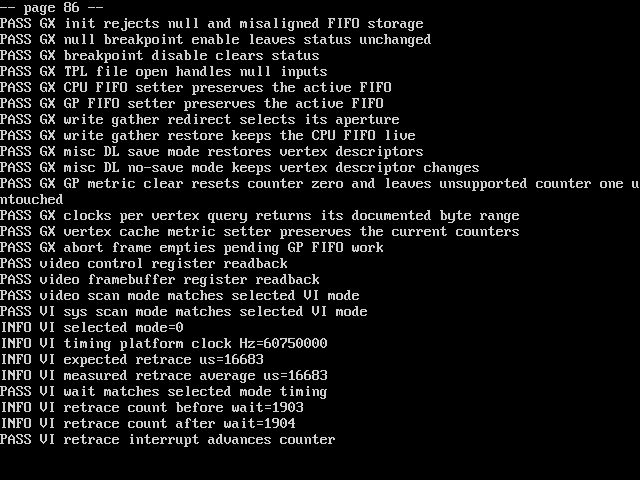 -- page 86 --
PASS GX init rejects null and misaligned FIFO storage
PASS GX null breakpoint enable leaves status unchanged
PASS GX breakpoint disable clears status
PASS GX TPL file open handles null inputs
PASS GX CPU FIFO setter preserves the active FIFO
PASS GX GP FIFO setter preserves the active FIFO
PASS GX write gather redirect selects its aperture
PASS GX write gather restore keeps the CPU FIFO live
PASS GX misc DL save mode restores vertex descriptors
PASS GX misc DL no-save mode keeps vertex descriptor changes
PASS GX GP metric clear resets counter zero and leaves unsupported counter one u
ntouched
PASS GX clocks per vertex query returns its documented byte range
PASS GX vertex cache metric setter preserves the current counters
PASS GX abort frame empties pending GP FIFO work
PASS video control register readback
PASS video framebuffer register readback
PASS video scan mode matches selected VI mode
PASS VI sys scan mode matches selected VI mode
INFO VI selected mode=0
INFO VI timing platform clock Hz=60750000
INFO VI expected retrace us=16683
INFO VI measured retrace average us=16683
PASS VI wait matches selected mode timing
INFO VI retrace count before wait=1903
INFO VI retrace count after wait=1904
PASS VI retrace interrupt advances counter